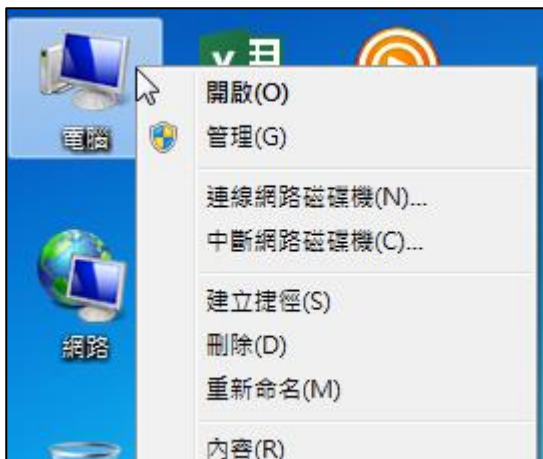 電腦
開啟(O)
管理(G)
連線網路磁碟機(N)...
中斷網路磁碟機(C)...
建立捷徑(S)
刪除(D)
重新命名(M)
內容(R)
網路